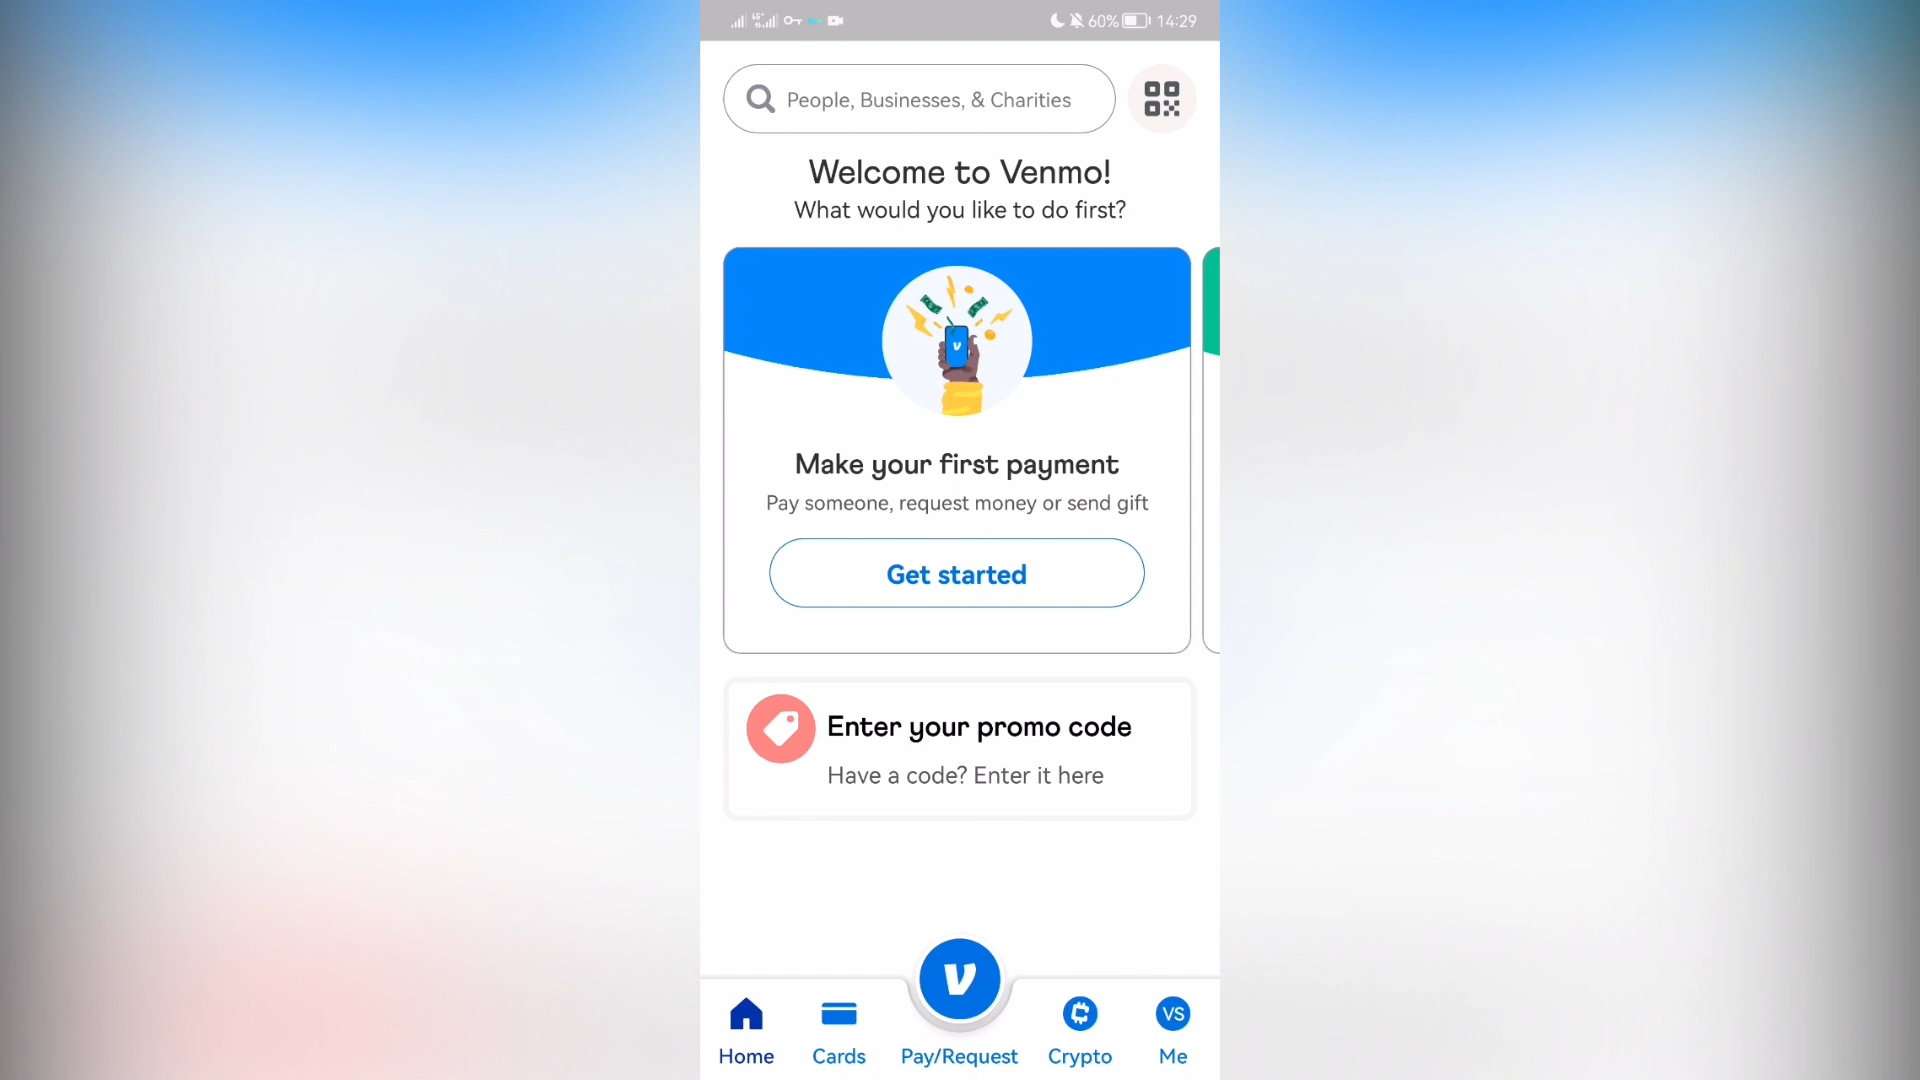 4G+
60%
14:29
People, Businesses, & Charities
Welcome to Venmo!
What would you like to do first?
Make your first payment
Pay someone, request money or send gift
Get started
Enter your promo code
Have a code? Enter it here
VS
Home
Cards
Pay/Request
Crypto
Me